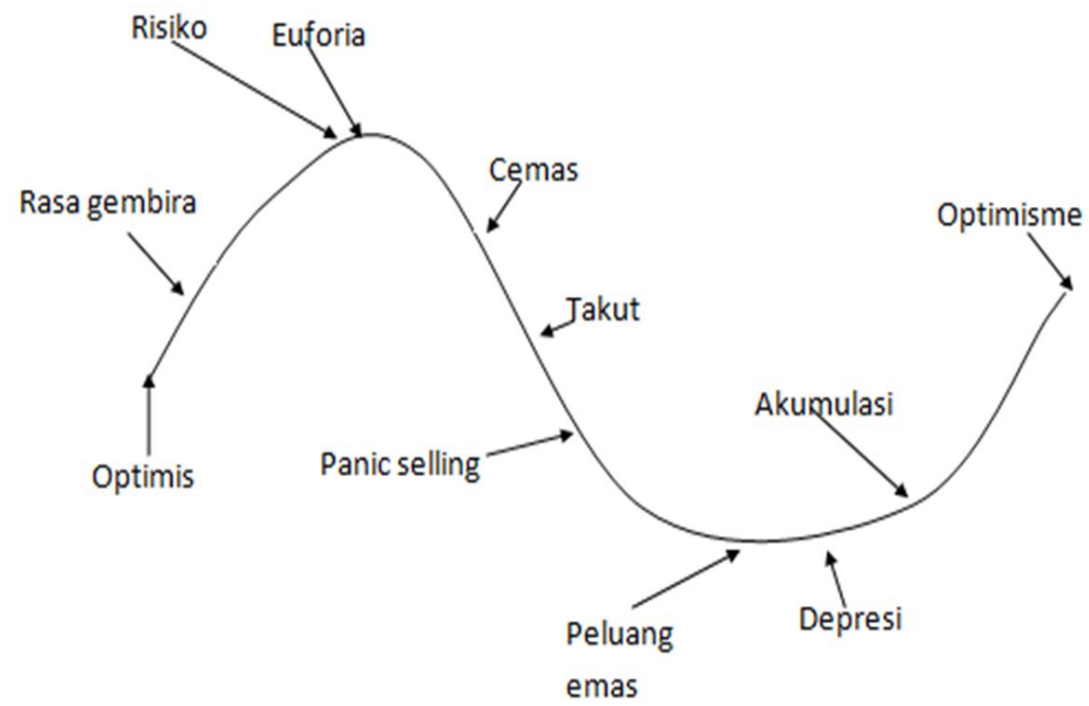 Risiko
Euforia
Cemas
Rasa gembira
Optimisme
Takut
Akumulasi
Panic selling
Optimis
Depresi
Peluang
emas